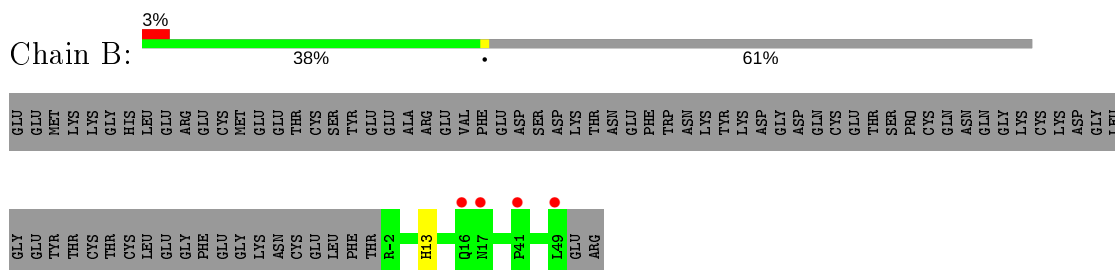 3%
Chain B:
38%
•
61%
GLU GLU MET LYS LYS GLY HIS LEU GLU ARG GLU CYS MET GLU GLU THR CYS SER TYR GLU GLU ALA ARG GLU VAL PHE GLU ASP SER ASP LYS THR ASN GLU PHE TRP ASN LYS TYR LYS ASP GLY ASP GLN CYS GLU THR SER PRO CYS GLN ASN GLN GLY LYS CYS LYS ASP GLY LEU
GLY GLU TYR THR CYS THR CYS LEU GLU GLY PHE GLU GLY LYS ASN CYS GLU LEU PHE THR R-2 H13 Q16 N17 P41 L49 GLU ARG